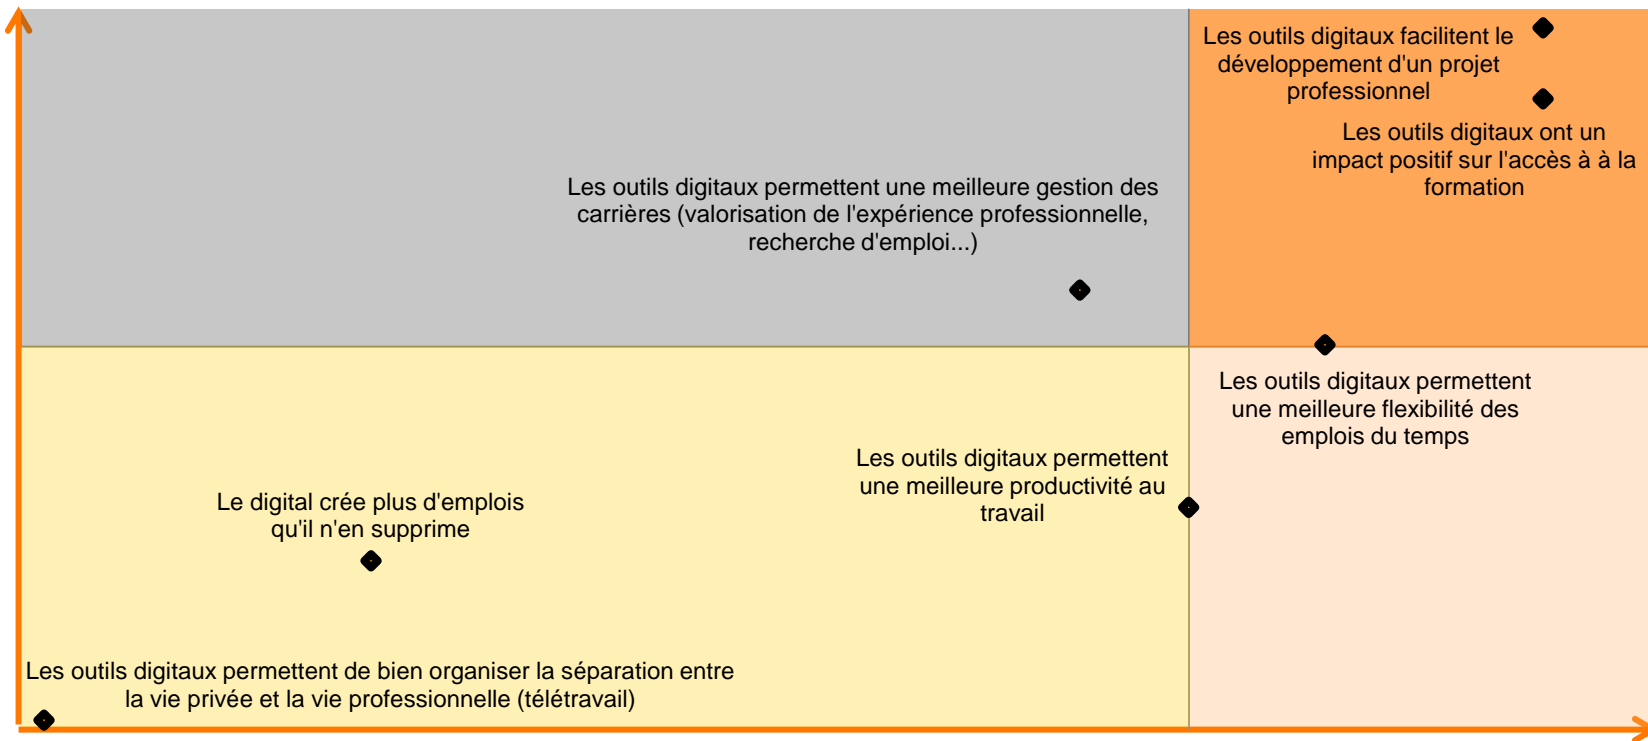 Les outils digitaux facilitent le
développement d'un projet
professionnel
Les outils digitaux ont un
impact positif sur l'accès à à la
formation
Les outils digitaux permettent une meilleure gestion des
carrières (valorisation de l'expérience professionnelle,
recherche d'emploi...)
Les outils digitaux permettent
une meilleure flexibilité des
emplois du temps
Les outils digitaux permettent
une meilleure productivité au
travail
Le digital crée plus d'emplois
qu'il n'en supprime
Les outils digitaux permettent de bien organiser la séparation entre
la vie privée et la vie professionnelle (télétravail)